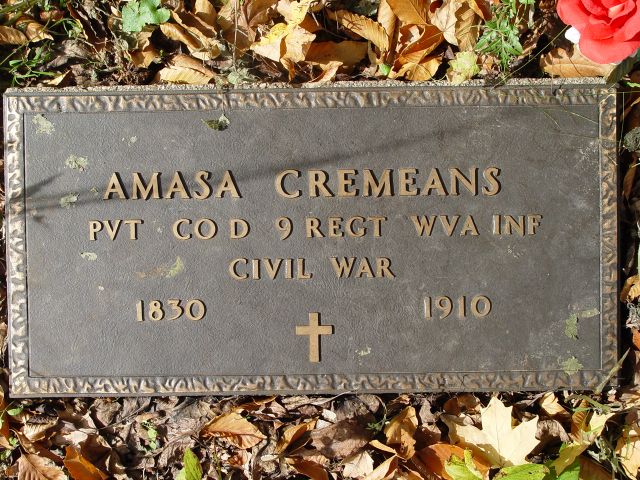 AMASA CREMEANS
PVT CO D 9 REGT WVA INF
CIVIL WAR
1830 1910